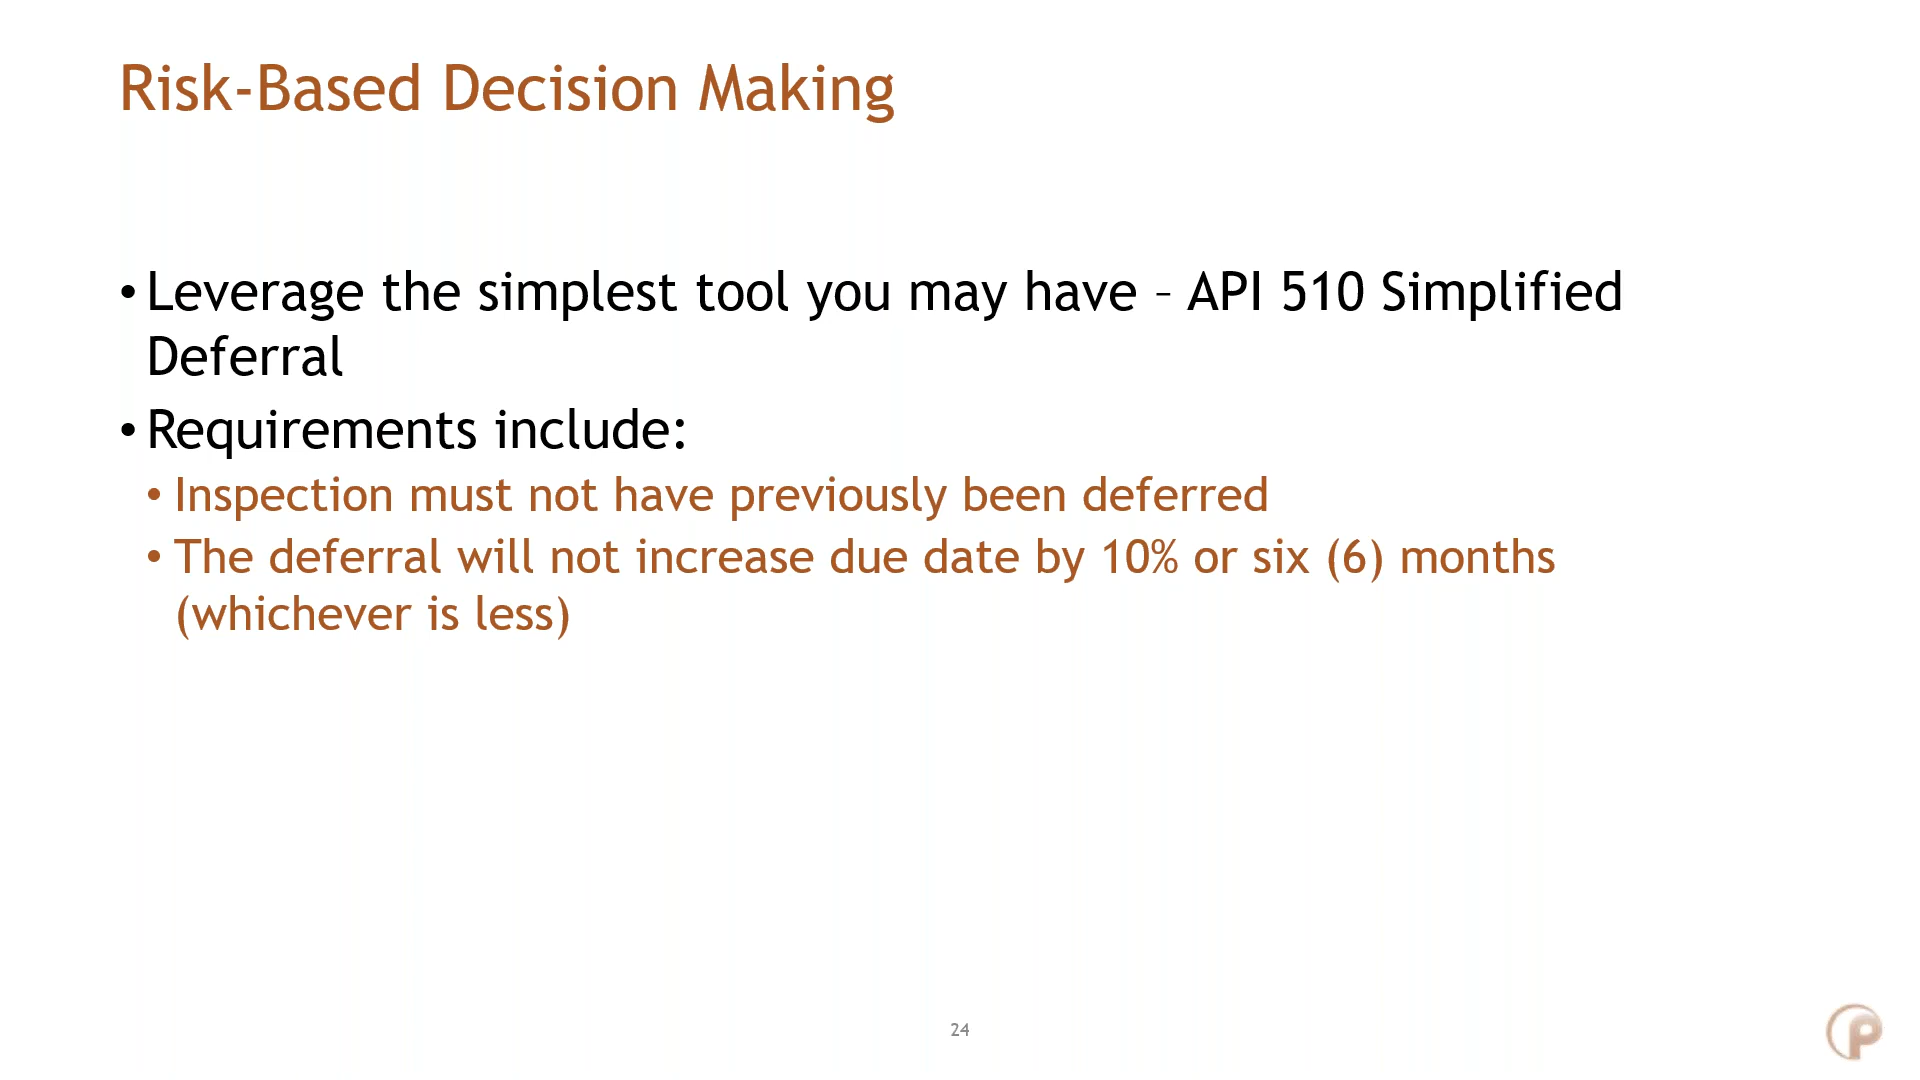 Risk-Based Decision Making
• Leverage the simplest tool you may have – API 510 Simplified
Deferral
• Requirements include:
• Inspection must not have previously been deferred
• The deferral will not increase due date by 10% or six (6) months
(whichever is less)
24
P